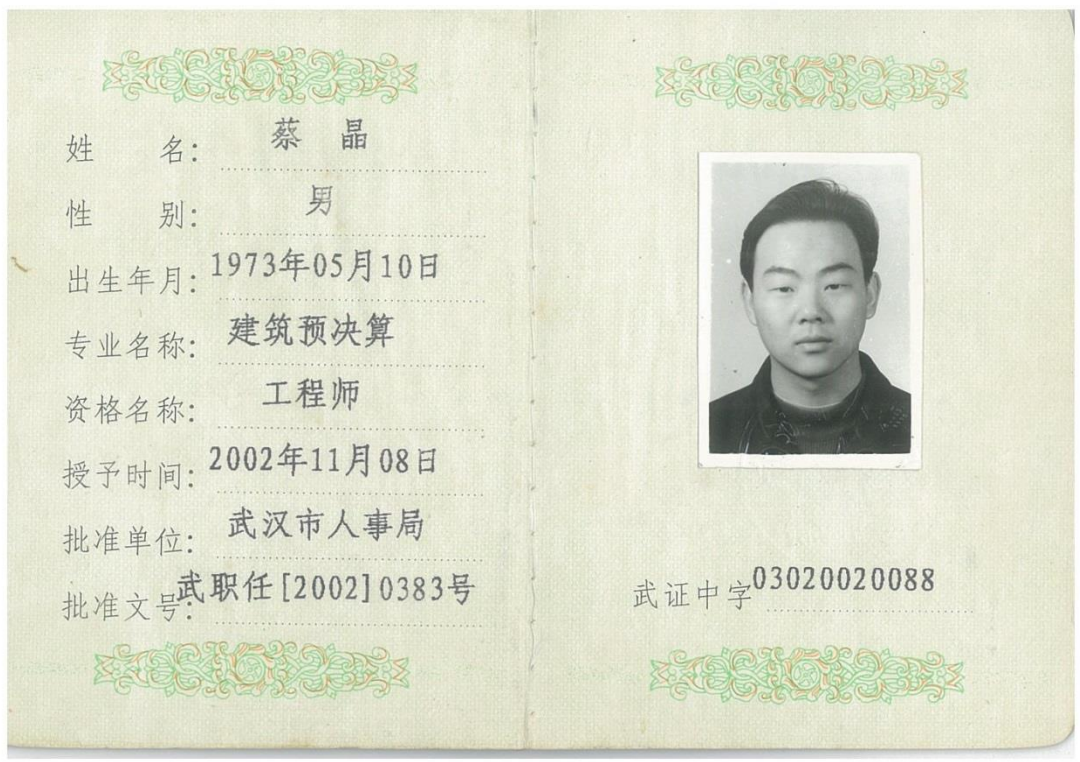 姓名: 蔡晶
性别: 男
出生年月: 1973年05月10日
专业名称: 建筑预决算
资格名称: 工程师
授予时间: 2002年11月08日
批准单位: 武汉市人事局
批准文号: 武职任[2002]0383号
武证中字03020020088